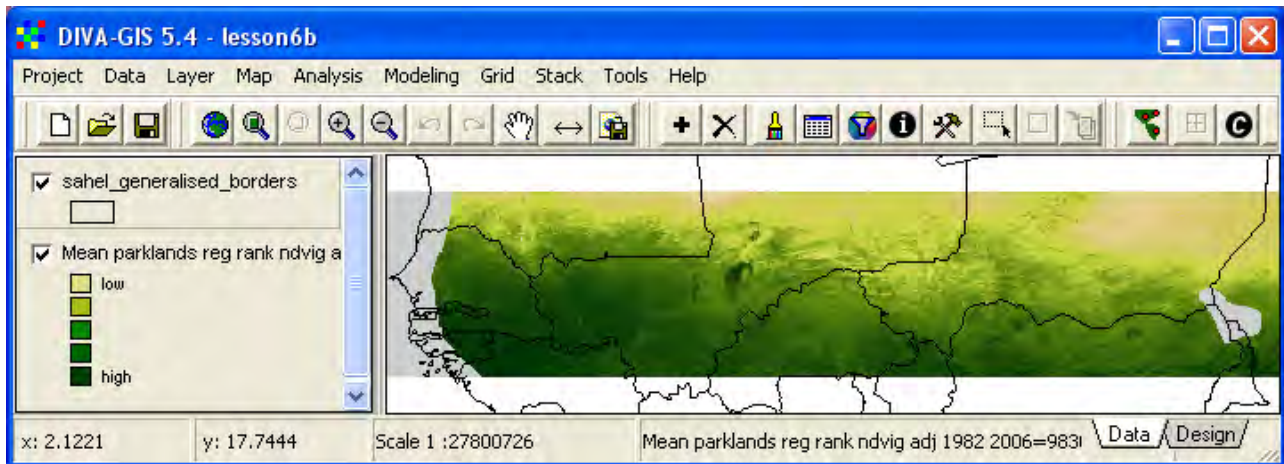 DIVA-GIS 5.4 - lesson6b
Project Data Layer Map Analysis Modeling Grid Stack Tools Help
sahel_generalised_borders
Mean parklands reg rank ndvig a
low
high
x: 2.1221 y: 17.7444 Scale 1 :27800726 Mean parklands reg rank ndvig adj 1982 2006=983 Data Design